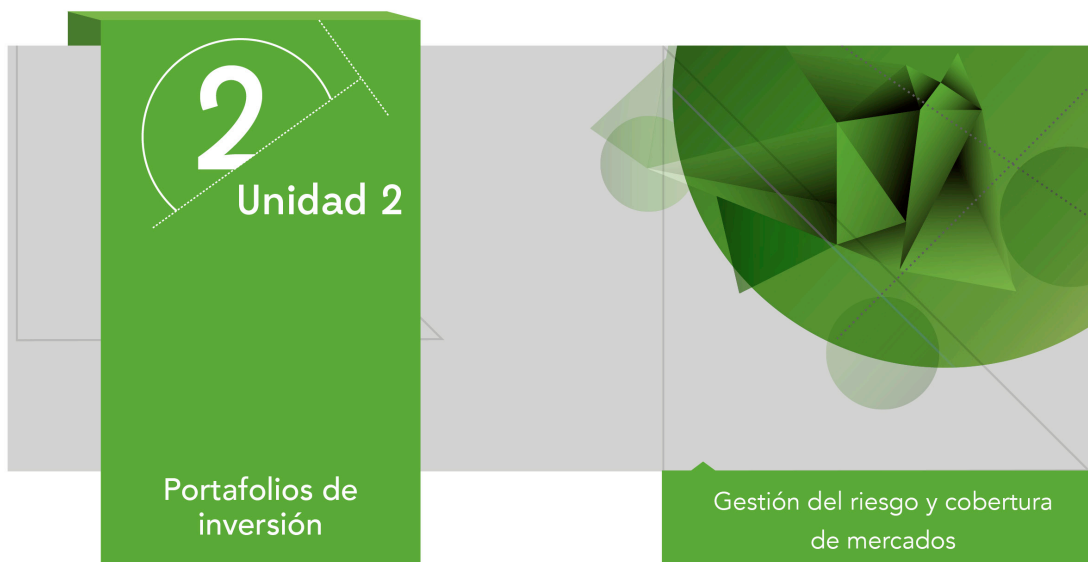 2
Unidad 2
Portafolios de
inversión
Gestión del riesgo y cobertura
de mercados